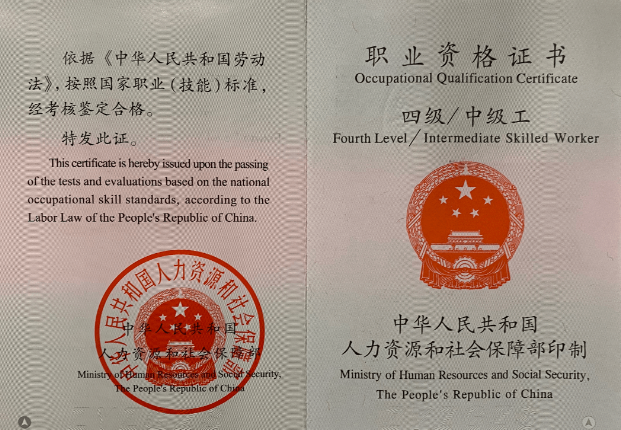 依据《中华人民共和国劳动
法》，按照国家职业（技能）标准，
经考核鉴定合格。
特发此证。
This certificate is hereby issued upon the passing
of the tests and evaluations based on the national
occupational skill standards, according to the
Labor Law of the People's Republic of China.
中华人民共和国人力资源和社会保障部
中华人民共和国
人力资源和社会保障部
Ministry of Human Resources and Social Security,
The People's Republic of China
职业资格证书
Occupational Qualification Certificate
四级/中级工
Fourth Level/Intermediate Skilled Worker
中华人民共和国
人力资源和社会保障部印制
Ministry of Human Resources and Social Security,
The People's Republic of China